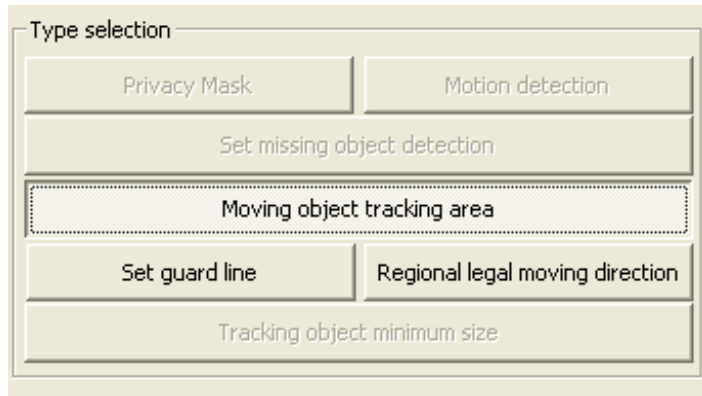 Type selection
Privacy Mask Motion detection
Set missing object detection
Moving object tracking area
Set guard line Regional legal moving direction
Tracking object minimum size